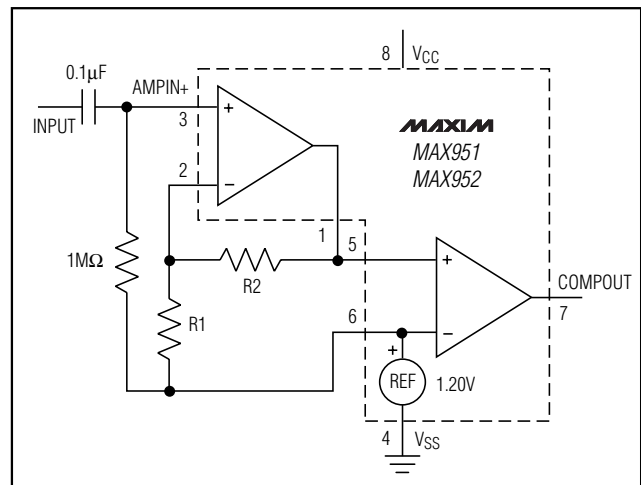 8 VCC
0.1μF
AMPIN+
INPUT
3
+
MAXIM
MAX951
MAX952
2
−
1
5
+
1MΩ
R2
COMPOUT
7
6
−
R1
+
REF
1.20V
4
VSS